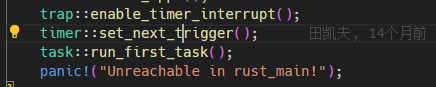 trap::enable_timer_interrupt();
timer::set_next_trigger();     田凯夫, 14个月前
task::run_first_task();
panic!("Unreachable in rust_main!");